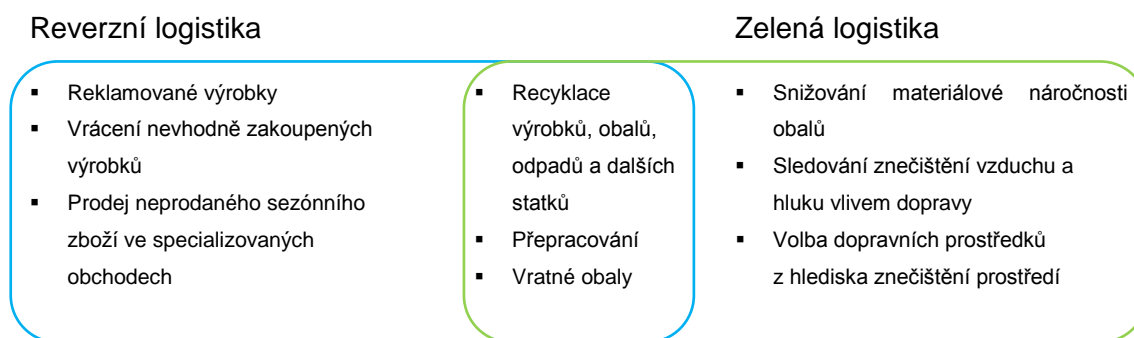 Reverzní logistika
▪ Reklamované výrobky
▪ Vrácení nevhodně zakoupených
výrobků
▪ Prodej neprodaného sezónního
zboží ve specializovaných
obchodech
▪ Recyklace
výrobků, obalů,
odpadů a dalších
statků
▪ Přepracování
▪ Vratné obaly
Zelená logistika
▪ Snižování materiálové náročnosti
obalů
▪ Sledování znečištění vzduchu a
hluku vlivem dopravy
▪ Volba dopravních prostředků
z hlediska znečištění prostředí